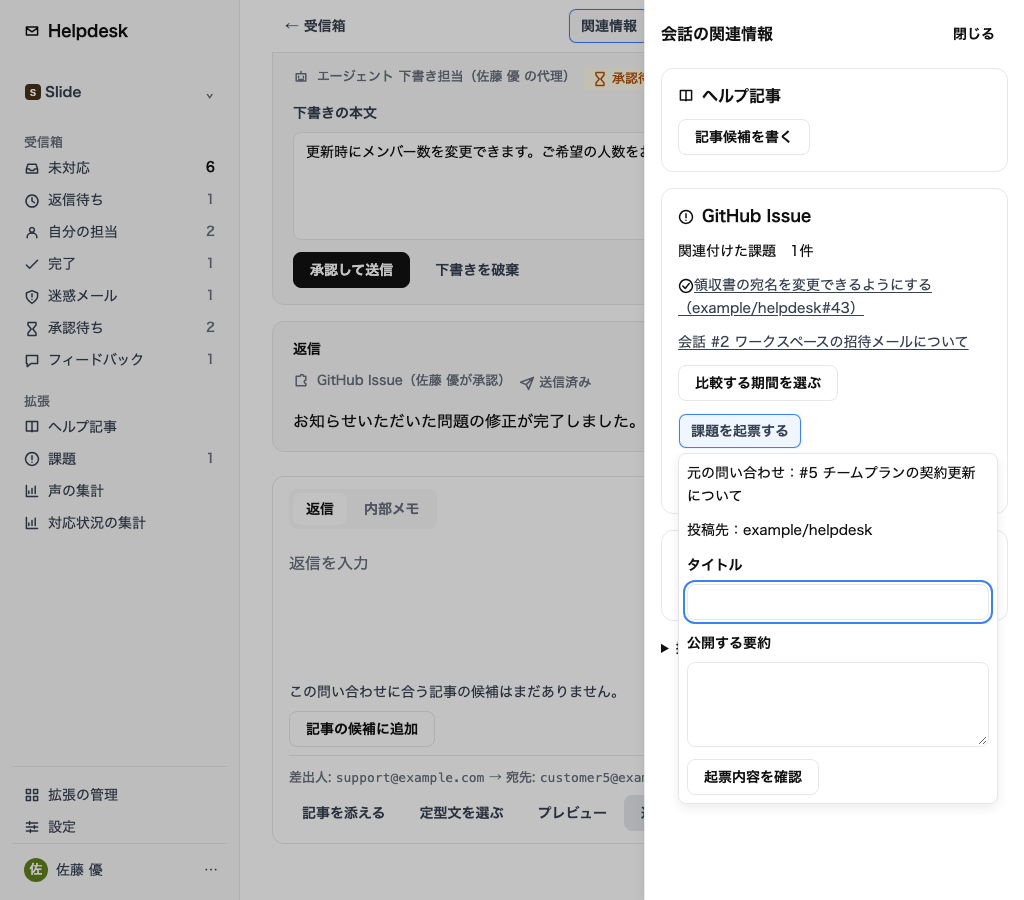 Helpdesk
S Slide
受信箱
未対応 6
返信待ち 1
自分の担当 2
完了 1
迷惑メール 1
承認待ち 2
フィードバック 1
拡張
ヘルプ記事
課題 1
声の集計
対応状況の集計
拡張の管理
設定
佐 佐藤 優 …
← 受信箱
関連情報
エージェント 下書き担当（佐藤 優 の代理）
下書きの本文
更新時にメンバー数を変更できます。ご希望の人数を
承認して送信 下書きを破棄
返信
GitHub Issue（佐藤 優が承認） 送信済み
お知らせいただいた問題の修正が完了しました。
返信 内部メモ
返信を入力
この問い合わせに合う記事の候補はまだありません。
記事の候補に追加
差出人: support@example.com → 宛先: customer5@exa
記事を添える 定型文を選ぶ プレビュー
会話の関連情報 閉じる
ヘルプ記事
記事候補を書く
GitHub Issue
関連付けた課題 1件
領収書の宛名を変更できるようにする
（example/helpdesk#43）
会話 #2 ワークスペースの招待メールについて
比較する期間を選ぶ
課題を起票する
元の問い合わせ：#5 チームプランの契約更新
について
投稿先：example/helpdesk
タイトル
公開する要約
起票内容を確認